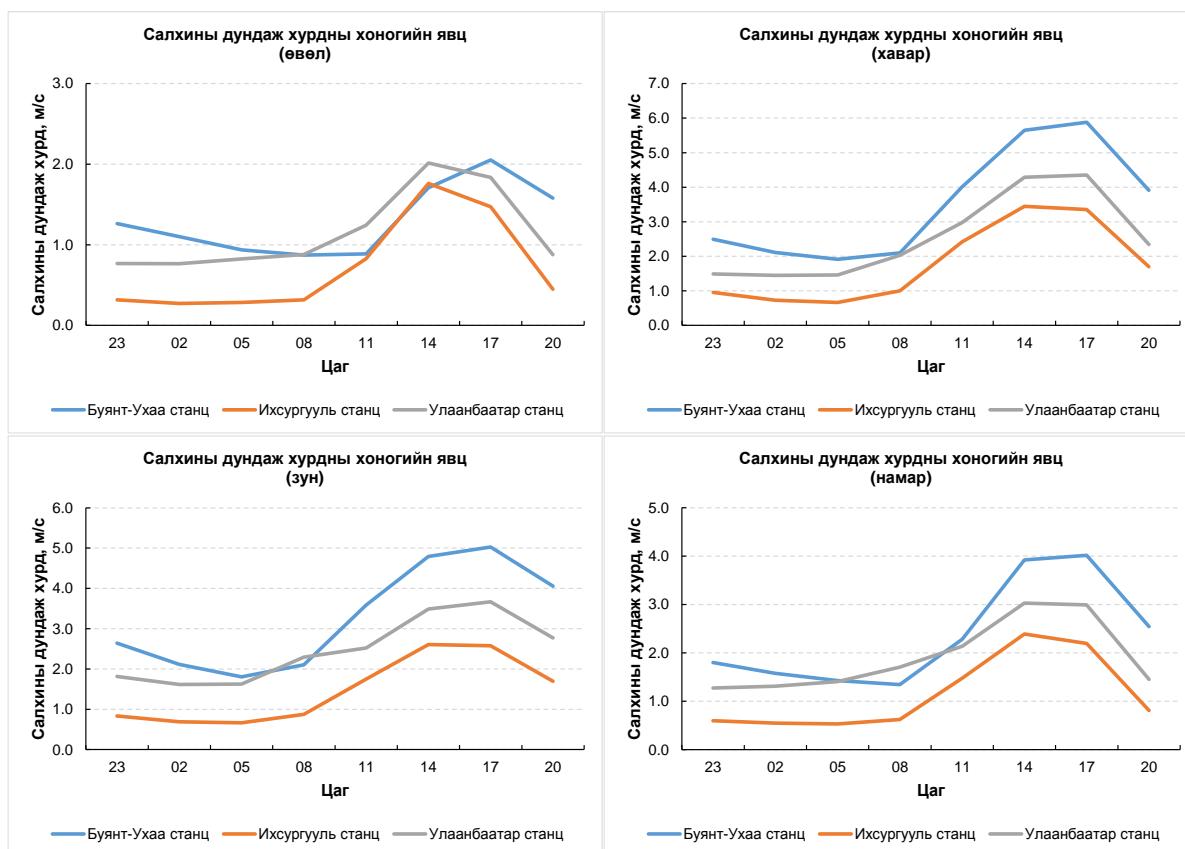 Салхины дундаж хурдны хоногийн явц
(өвөл)
Салхины дундаж хурд, м/с
3.0
2.0
1.0
0.0
23 02 05 08 11 14 17 20
Цаг
Буянт-Ухаа станц Ихсургууль станц Улаанбаатар станц
Салхины дундаж хурдны хоногийн явц
(хавар)
Салхины дундаж хурд, м/с
7.0
6.0
5.0
4.0
3.0
2.0
1.0
0.0
23 02 05 08 11 14 17 20
Цаг
Буянт-Ухаа станц Ихсургууль станц Улаанбаатар станц
Салхины дундаж хурдны хоногийн явц
(зун)
Салхины дундаж хурд, м/с
6.0
5.0
4.0
3.0
2.0
1.0
0.0
23 02 05 08 11 14 17 20
Цаг
Буянт-Ухаа станц Ихсургууль станц Улаанбаатар станц
Салхины дундаж хурдны хоногийн явц
(намар)
Салхины дундаж хурд, м/с
5.0
4.0
3.0
2.0
1.0
0.0
23 02 05 08 11 14 17 20
Цаг
Буянт-Ухаа станц Ихсургууль станц Улаанбаатар станц